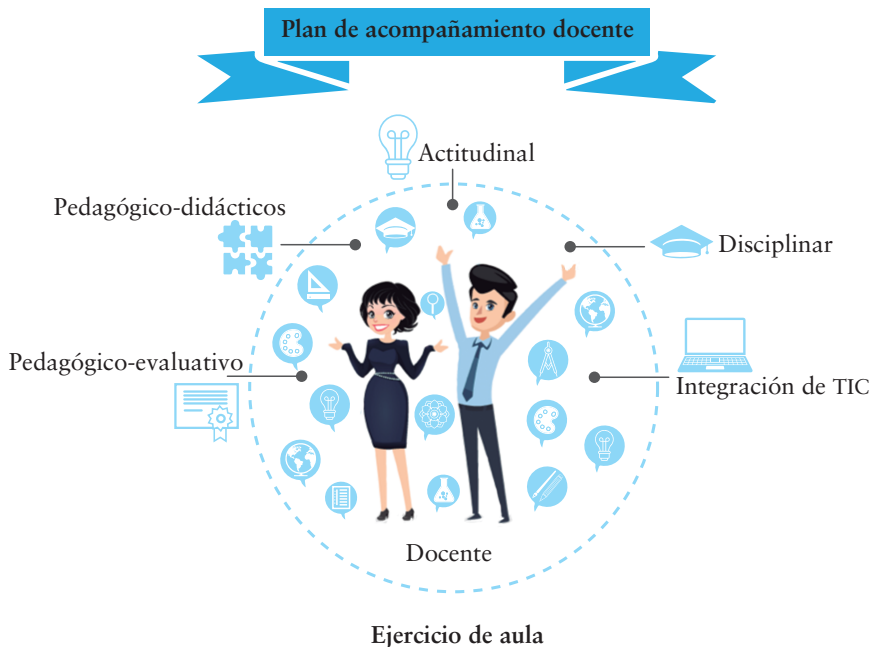 Plan de acompañamiento docente
Actitudinal
Pedagógico-didácticos
Disciplinar
Pedagógico-evaluativo
Integración de TIC
Docente
Ejercicio de aula